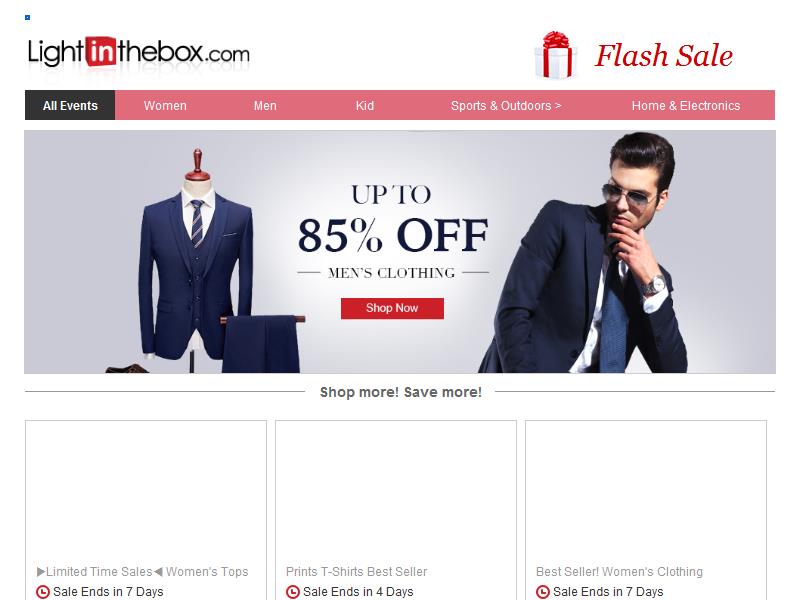 Lightinthebox.com
Flash Sale
All Events Women Men Kid Sports & Outdoors > Home & Electronics
UP TO
85% OFF
MEN'S CLOTHING
Shop Now
Shop more! Save more!
▶Limited Time Sales◀ Women's Tops
Sale Ends in 7 Days
Prints T-Shirts Best Seller
Sale Ends in 4 Days
Best Seller! Women's Clothing
Sale Ends in 7 Days